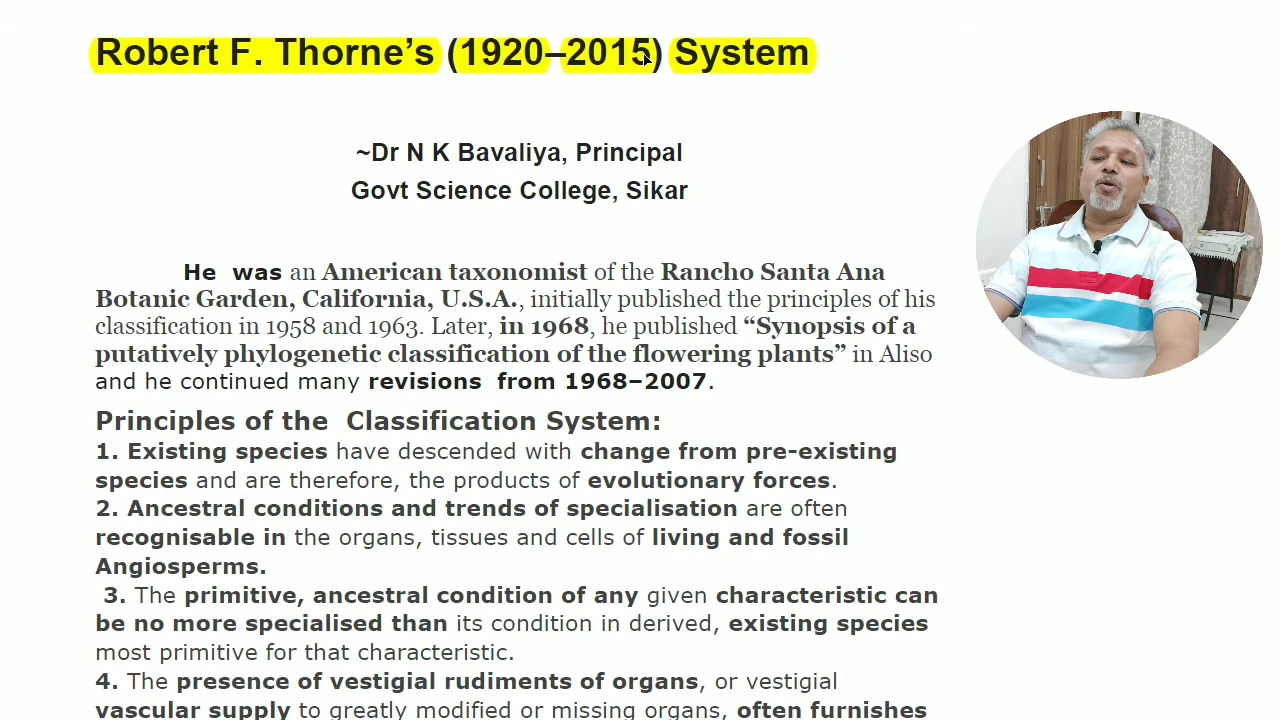 Robert F. Thorne’s (1920–2015) System
~Dr N K Bavaliya, Principal
Govt Science College, Sikar
He was an American taxonomist of the Rancho Santa Ana
Botanic Garden, California, U.S.A., initially published the principles of his
classification in 1958 and 1963. Later, in 1968, he published “Synopsis of a
putatively phylogenetic classification of the flowering plants” in Aliso
and he continued many revisions from 1968–2007.
Principles of the Classification System:
1. Existing species have descended with change from pre-existing
species and are therefore, the products of evolutionary forces.
2. Ancestral conditions and trends of specialisation are often
recognisable in the organs, tissues and cells of living and fossil
Angiosperms.
3. The primitive, ancestral condition of any given characteristic can
be no more specialised than its condition in derived, existing species
most primitive for that characteristic.
4. The presence of vestigial rudiments of organs, or vestigial
vascular supply to greatly modified or missing organs, often furnishes